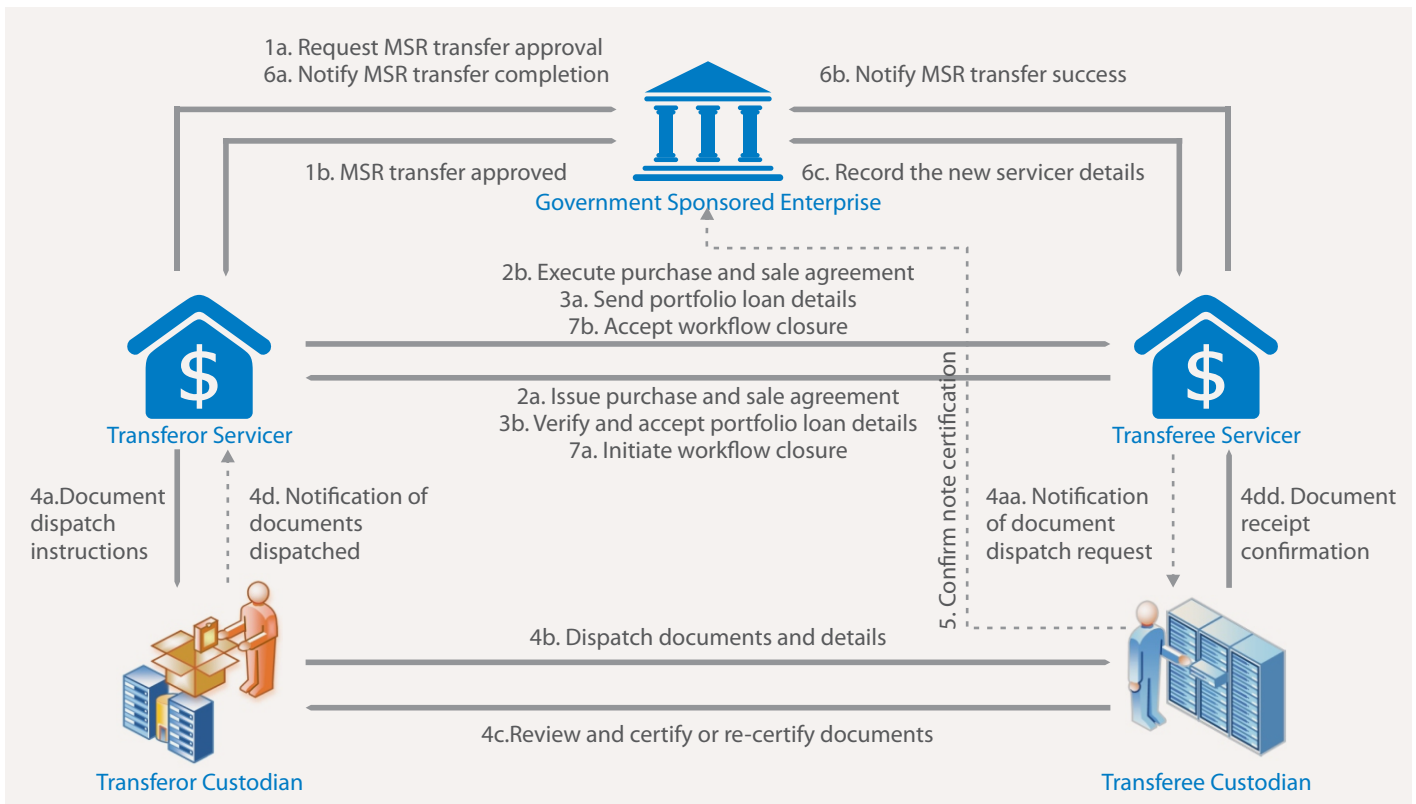 1a. Request MSR transfer approval
6a. Notify MSR transfer completion
6b. Notify MSR transfer success
1b. MSR transfer approved
6c. Record the new servicer details
Government Sponsored Enterprise
2b. Execute purchase and sale agreement
3a. Send portfolio loan details
7b. Accept workflow closure
$
$
2a. Issue purchase and sale agreement
3b. Verify and accept portfolio loan details
7a. Initiate workflow closure
Transferor Servicer
Transferee Servicer
5. Confirm note certification
4a.Document
dispatch
instructions
4d. Notification of
documents
dispatched
4aa. Notification
of document
dispatch request
4dd. Document
receipt
confirmation
4b. Dispatch documents and details
4c.Review and certify or re-certify documents
Transferor Custodian
Transferee Custodian